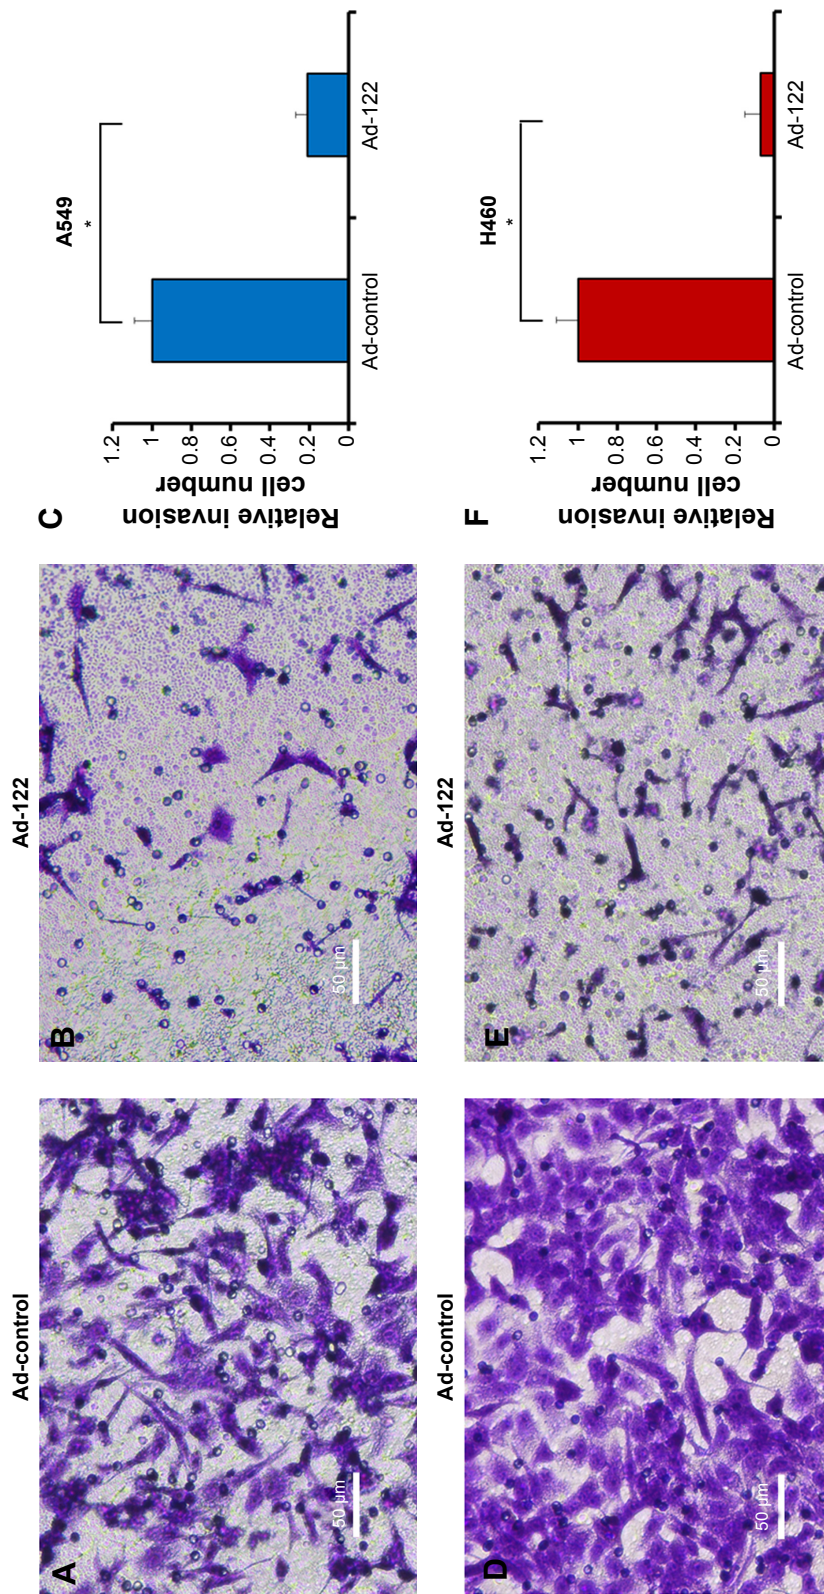 Ad-control
A
50 µm
Ad-122
B
50 µm
C
A549
*
Relative invasion
cell number
1.2
1
0.8
0.6
0.4
0.2
0
Ad-control
Ad-122
Ad-control
D
50 µm
Ad-122
E
50 µm
F
H460
*
Relative invasion
cell number
1.2
1
0.8
0.6
0.4
0.2
0
Ad-control
Ad-122